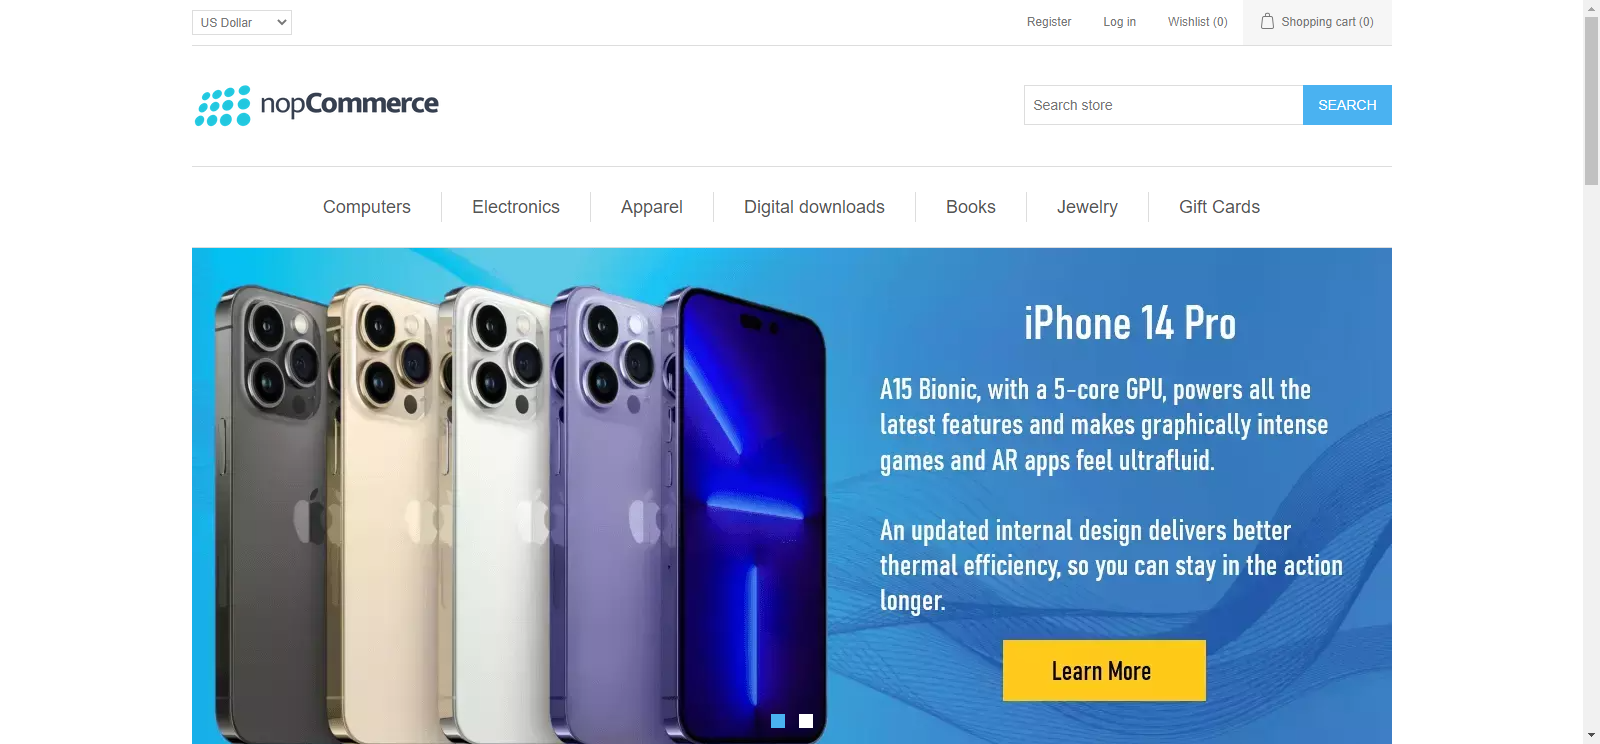 US Dollar
Register
Log in
Wishlist (0)
Shopping cart (0)
nopCommerce
Search store
SEARCH
Computers
Electronics
Apparel
Digital downloads
Books
Jewelry
Gift Cards
iPhone 14 Pro
A15 Bionic, with a 5-core GPU, powers all the
latest features and makes graphically intense
games and AR apps feel ultrafluid.
An updated internal design delivers better
thermal efficiency, so you can stay in the action
longer.
Learn More